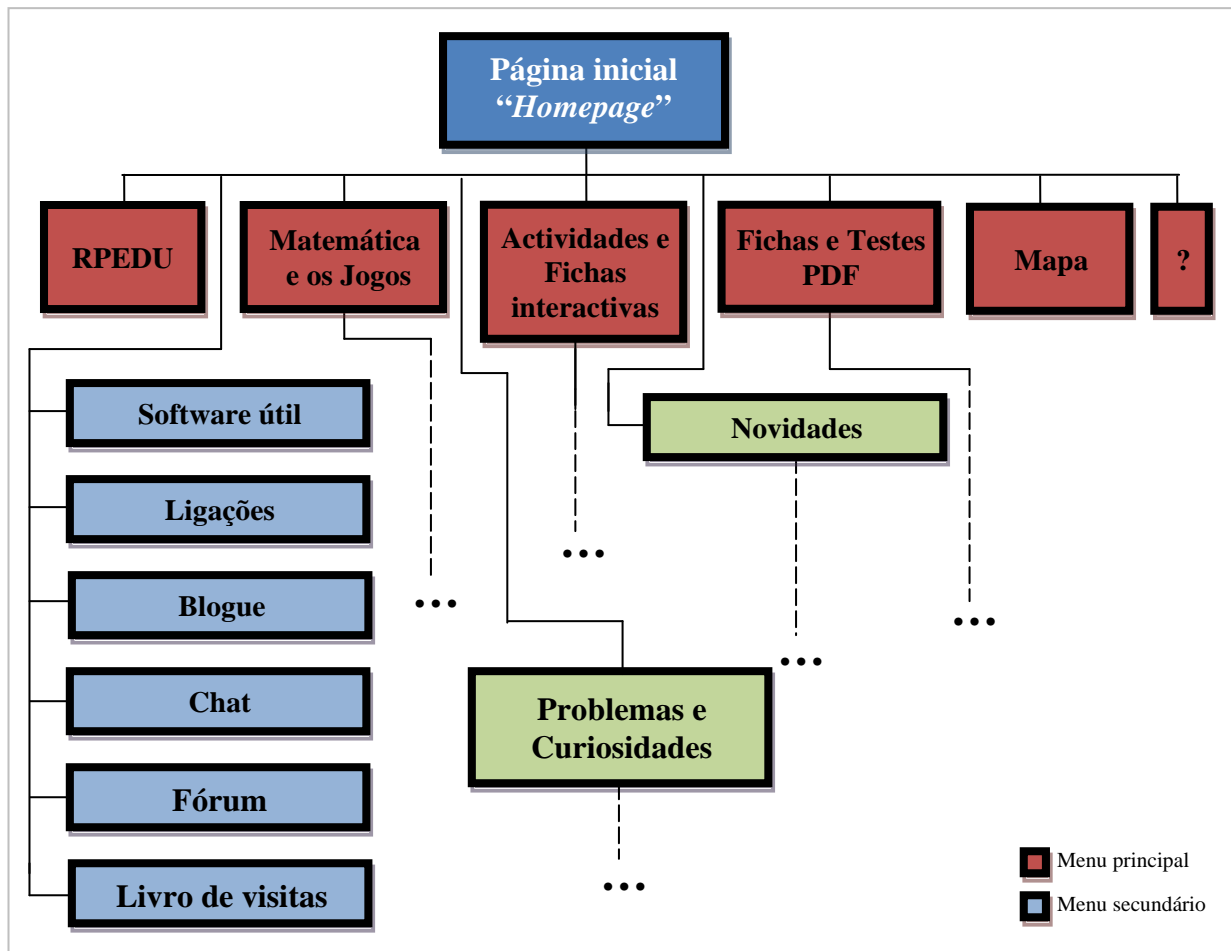 Página inicial
“Homepage”
RPEDU
Matemática
e os Jogos
Actividades e
Fichas
interactivas
Fichas e Testes
PDF
Mapa
?
Software útil
Novidades
Ligações
...
Blogue
...
...
...
Chat
Problemas e
Curiosidades
Fórum
...
Livro de visitas
Menu principal
Menu secundário